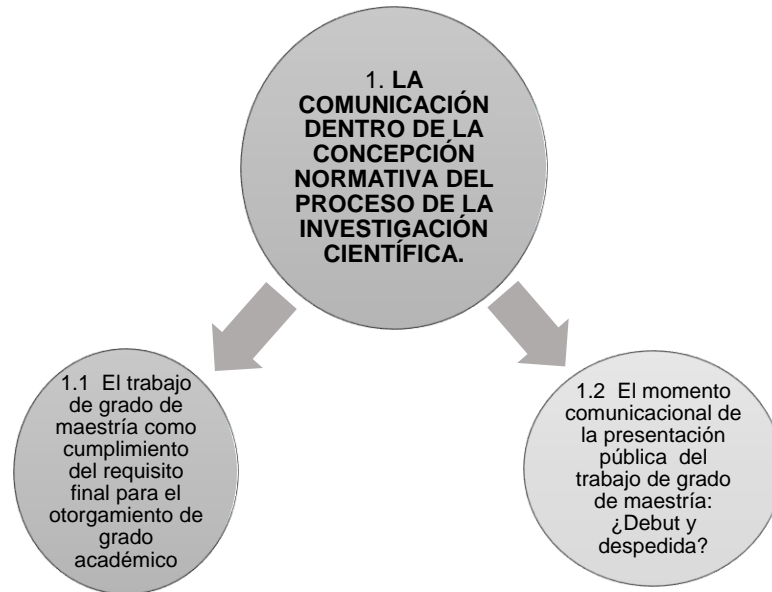 1. LA
COMUNICACIÓN
DENTRO DE LA
CONCEPCIÓN
NORMATIVA DEL
PROCESO DE LA
INVESTIGACIÓN
CIENTÍFICA.
1.1 El trabajo
de grado de
maestría como
cumplimiento
del requisito
final para el
otorgamiento de
grado
académico
1.2 El momento
comunicacional de
la presentación
pública del
trabajo de grado
de maestría:
¿Debut y
despedida?